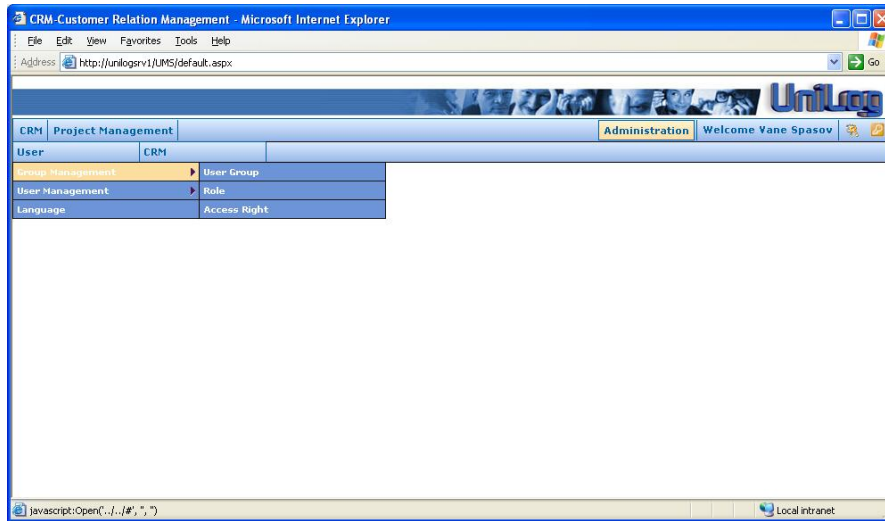 CRM-Customer Relation Management - Microsoft Internet Explorer
File Edit View Favorites Tools Help
Address http://unilogsrv1/UMS/default.aspx Go
UniLog
CRM Project Management Administration Welcome Vane Spasov
User CRM
Group Management User Group
User Management Role
Language Access Right
javascript:Open('../../#', '', '') Local intranet